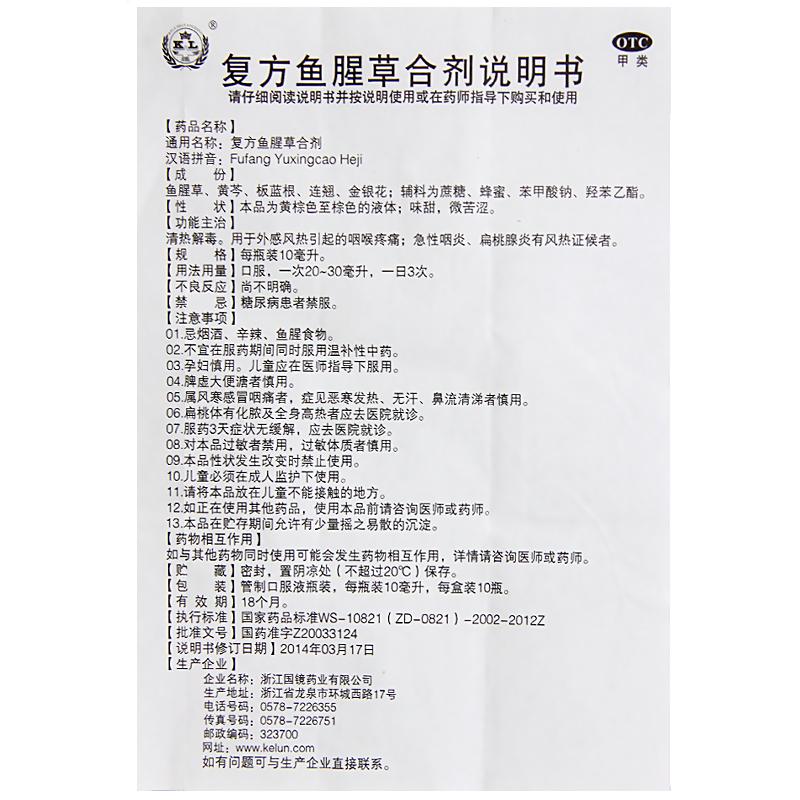 KL
®
OTC
甲类
复方鱼腥草合剂说明书
请仔细阅读说明书并按说明使用或在药师指导下购买和使用
【药品名称】
通用名称：复方鱼腥草合剂
汉语拼音：Fufang Yuxingcao Heji
【成　份】
鱼腥草、黄芩、板蓝根、连翘、金银花；辅料为蔗糖、蜂蜜、苯甲酸钠、羟苯乙酯。
【性　状】本品为黄棕色至棕色的液体；味甜，微苦涩。
【功能主治】
清热解毒。用于外感风热引起的咽喉疼痛；急性咽炎、扁桃腺炎有风热证候者。
【规　格】每瓶装10毫升。
【用法用量】口服，一次20~30毫升，一日3次。
【不良反应】尚不明确。
【禁　忌】糖尿病患者禁服。
【注意事项】
01.忌烟酒、辛辣、鱼腥食物。
02.不宜在服药期间同时服用温补性中药。
03.孕妇慎用。儿童应在医师指导下服用。
04.脾虚大便溏者慎用。
05.属风寒感冒咽痛者，症见恶寒发热、无汗、鼻流清涕者慎用。
06.扁桃体有化脓及全身高热者应去医院就诊。
07.服药3天症状无缓解，应去医院就诊。
08.对本品过敏者禁用，过敏体质者慎用。
09.本品性状发生改变时禁止使用。
10.儿童必须在成人监护下使用。
11.请将本品放在儿童不能接触的地方。
12.如正在使用其他药品，使用本品前请咨询医师或药师。
13.本品在贮存期间允许有少量摇之易散的沉淀。
【药物相互作用】
如与其他药物同时使用可能会发生药物相互作用，详情请咨询医师或药师。
【贮　藏】密封，置阴凉处（不超过20℃）保存。
【包　装】管制口服液瓶装，每瓶装10毫升，每盒装10瓶。
【有 效 期】18个月。
【执行标准】国家药品标准WS-10821（ZD-0821）-2002-2012Z
【批准文号】国药准字Z20033124
【说明书修订日期】2014年03月17日
【生产企业】
企业名称：浙江国镜药业有限公司
生产地址：浙江省龙泉市环城西路17号
电话号码：0578-7226355
传真号码：0578-7226751
邮政编码：323700
网址：www.kelun.com
如有问题可与生产企业直接联系。